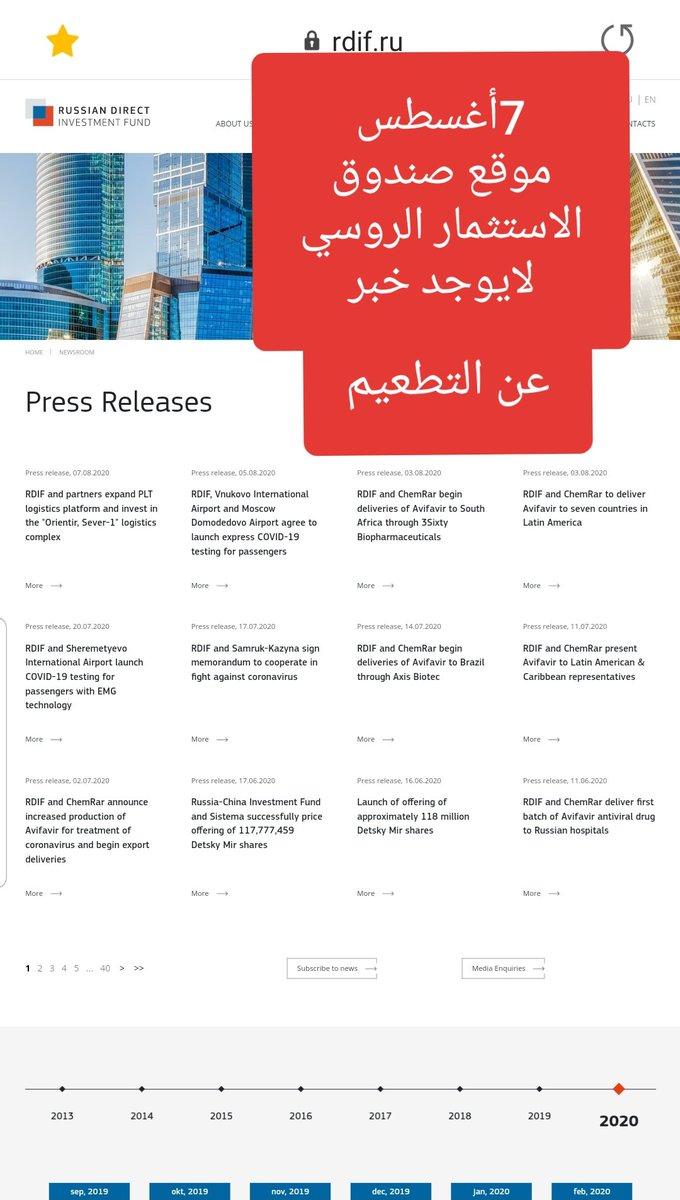 rdif.ru
RUSSIAN DIRECT
INVESTMENT FUND
EN
ABOUT US
7أغسطس
موقع صندوق
الاستثمار الروسي
لايوجد خبر
عن التطعيم
HOME | NEWSROOM
Press Releases
Press release, 07.08.2020
RDIF and partners expand PLT
logistics platform and invest in
the "Orientir, Sever-1" logistics
complex
More
Press release, 05.08.2020
RDIF, Vnukovo International
Airport and Moscow
Domodedovo Airport agree to
launch express COVID-19
testing for passengers
More
Press release, 03.08.2020
RDIF and ChemRar begin
deliveries of Avifavir to South
Africa through 3Sixty
Biopharmaceuticals
More
Press release, 03.08.2020
RDIF and ChemRar to deliver
Avifavir to seven countries in
Latin America
More
Press release, 20.07.2020
RDIF and Sheremetyevo
International Airport launch
COVID-19 testing for
passengers with EMG
technology
More
Press release, 17.07.2020
RDIF and Samruk-Kazyna sign
memorandum to cooperate in
fight against coronavirus
More
Press release, 14.07.2020
RDIF and ChemRar begin
deliveries of Avifavir to Brazil
through Axis Biotec
More
Press release, 11.07.2020
RDIF and ChemRar present
Avifavir to Latin American &
Caribbean representatives
More
Press release, 02.07.2020
RDIF and ChemRar announce
increased production of
Avifavir for treatment of
coronavirus and begin export
deliveries
More
Press release, 17.06.2020
Russia-China Investment Fund
and Sistema successfully price
offering of 117,777,459
Detsky Mir shares
More
Press release, 16.06.2020
Launch of offering of
approximately 118 million
Detsky Mir shares
More
Press release, 11.06.2020
RDIF and ChemRar deliver first
batch of Avifavir antiviral drug
to Russian hospitals
More
1 2 3 4 5 ... 40 > >>
Subscribe to news
Media Enquiries
2013 2014 2015 2016 2017 2018 2019 2020
sep, 2019 okt, 2019 nov, 2019 dec, 2019 jan, 2020 feb, 2020